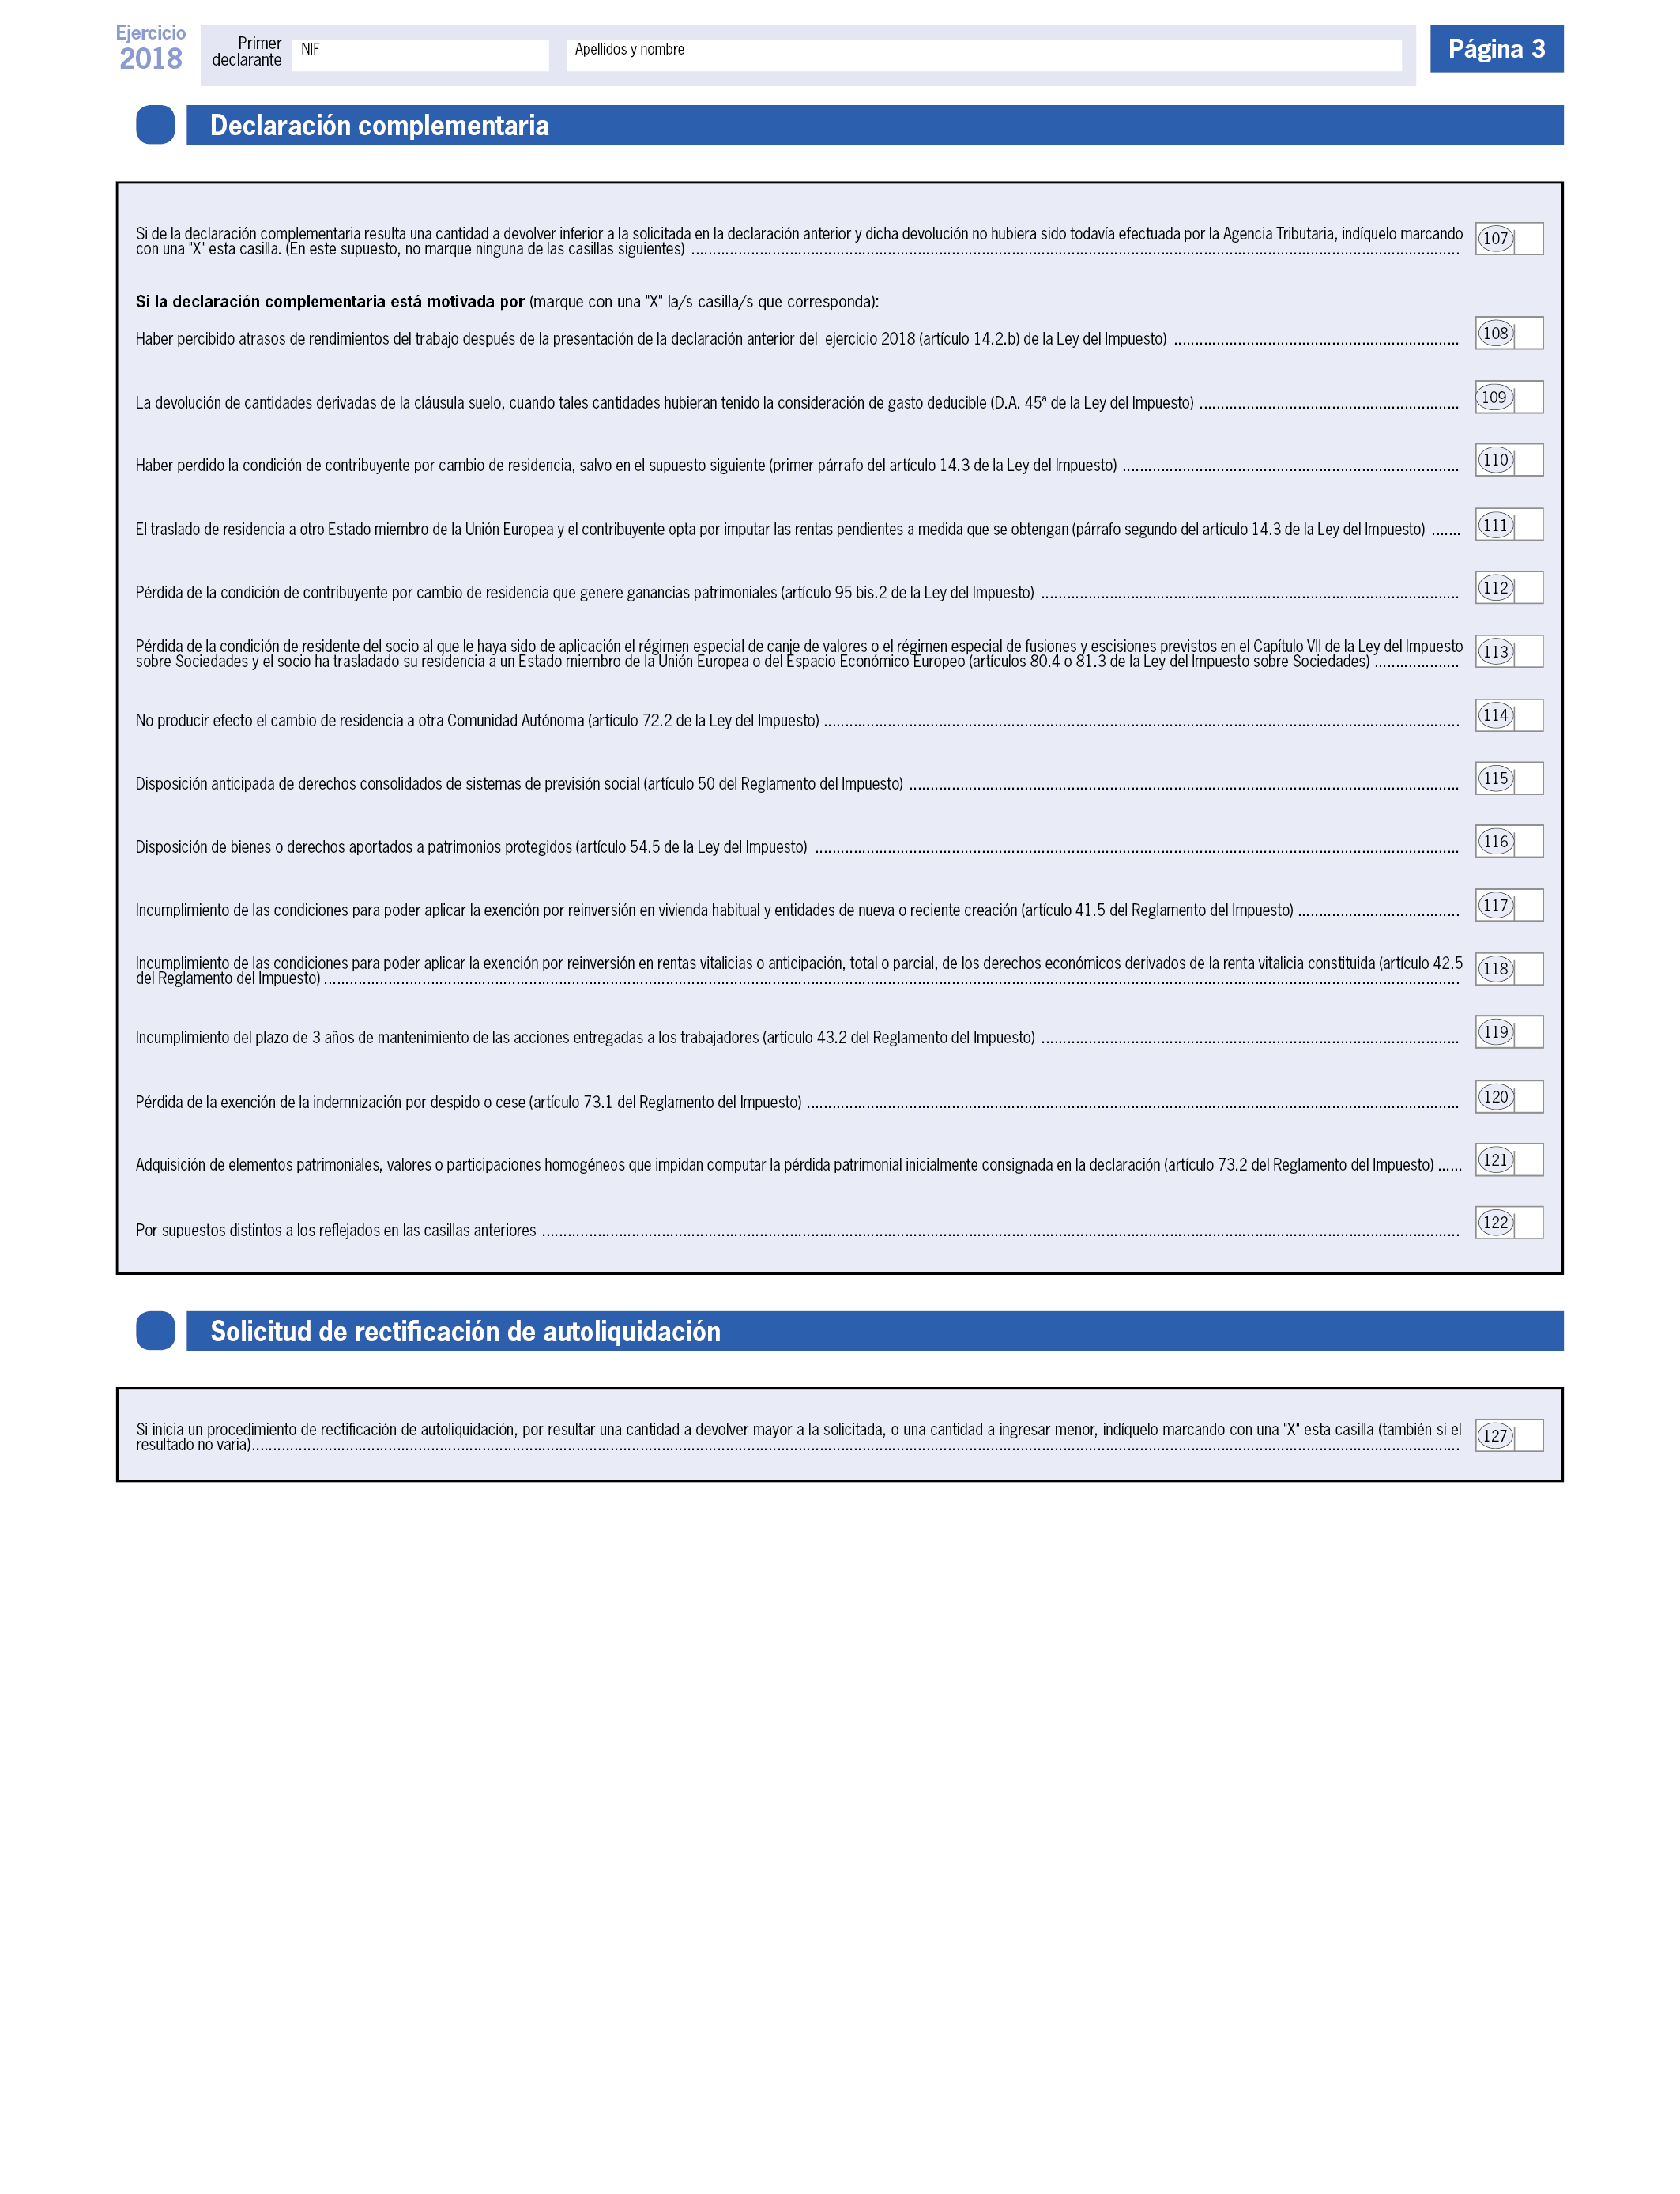 Ejercicio
2018
Primer
declarante
NIF
Apellidos y nombre
Página 3
Declaración complementaria
Si de la declaración complementaria resulta una cantidad a devolver inferior a la solicitada en la declaración anterior y dicha devolución no hubiera sido todavía efectuada por la Agencia Tributaria, indíquelo marcando
con una "X" esta casilla. (En este supuesto, no marque ninguna de las casillas siguientes) 107
Si la declaración complementaria está motivada por (marque con una "X" la/s casilla/s que corresponda):
Haber percibido atrasos de rendimientos del trabajo después de la presentación de la declaración anterior del ejercicio 2018 (artículo 14.2.b) de la Ley del Impuesto) 108
La devolución de cantidades derivadas de la cláusula suelo, cuando tales cantidades hubieran tenido la consideración de gasto deducible (D.A. 45ª de la Ley del Impuesto) 109
Haber perdido la condición de contribuyente por cambio de residencia, salvo en el supuesto siguiente (primer párrafo del artículo 14.3 de la Ley del Impuesto) 110
El traslado de residencia a otro Estado miembro de la Unión Europea y el contribuyente opta por imputar las rentas pendientes a medida que se obtengan (párrafo segundo del artículo 14.3 de la Ley del Impuesto) 111
Pérdida de la condición de contribuyente por cambio de residencia que genere ganancias patrimoniales (artículo 95 bis.2 de la Ley del Impuesto) 112
Pérdida de la condición de residente del socio al que le haya sido de aplicación el régimen especial de canje de valores o el régimen especial de fusiones y escisiones previstos en el Capítulo VII de la Ley del Impuesto
sobre Sociedades y el socio ha trasladado su residencia a un Estado miembro de la Unión Europea o del Espacio Económico Europeo (artículos 80.4 o 81.3 de la Ley del Impuesto sobre Sociedades) 113
No producir efecto el cambio de residencia a otra Comunidad Autónoma (artículo 72.2 de la Ley del Impuesto) 114
Disposición anticipada de derechos consolidados de sistemas de previsión social (artículo 50 del Reglamento del Impuesto) 115
Disposición de bienes o derechos aportados a patrimonios protegidos (artículo 54.5 de la Ley del Impuesto) 116
Incumplimiento de las condiciones para poder aplicar la exención por reinversión en vivienda habitual y entidades de nueva o reciente creación (artículo 41.5 del Reglamento del Impuesto) 117
Incumplimiento de las condiciones para poder aplicar la exención por reinversión en rentas vitalicias o anticipación, total o parcial, de los derechos económicos derivados de la renta vitalicia constituida (artículo 42.5
del Reglamento del Impuesto) 118
Incumplimiento del plazo de 3 años de mantenimiento de las acciones entregadas a los trabajadores (artículo 43.2 del Reglamento del Impuesto) 119
Pérdida de la exención de la indemnización por despido o cese (artículo 73.1 del Reglamento del Impuesto) 120
Adquisición de elementos patrimoniales, valores o participaciones homogéneos que impidan computar la pérdida patrimonial inicialmente consignada en la declaración (artículo 73.2 del Reglamento del Impuesto) 121
Por supuestos distintos a los reflejados en las casillas anteriores 122
Solicitud de rectificación de autoliquidación
Si inicia un procedimiento de rectificación de autoliquidación, por resultar una cantidad a devolver mayor a la solicitada, o una cantidad a ingresar menor, indíquelo marcando con una "X" esta casilla (también si el
resultado no varia) 127